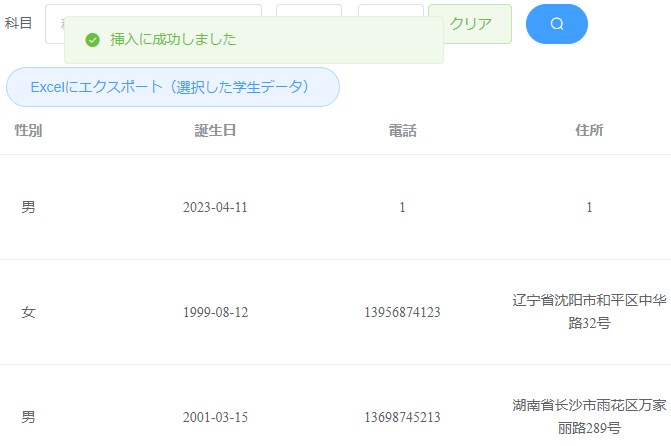 科目
挿入に成功しました
クリア
Excelにエクスポート（選択した学生データ）
性別 誕生日 電話 住所
男 2023-04-11 1 1
女 1999-08-12 13956874123 辽宁省沈阳市和平区中华
路32号
男 2001-03-15 13698745213 湖南省长沙市雨花区万家
丽路289号